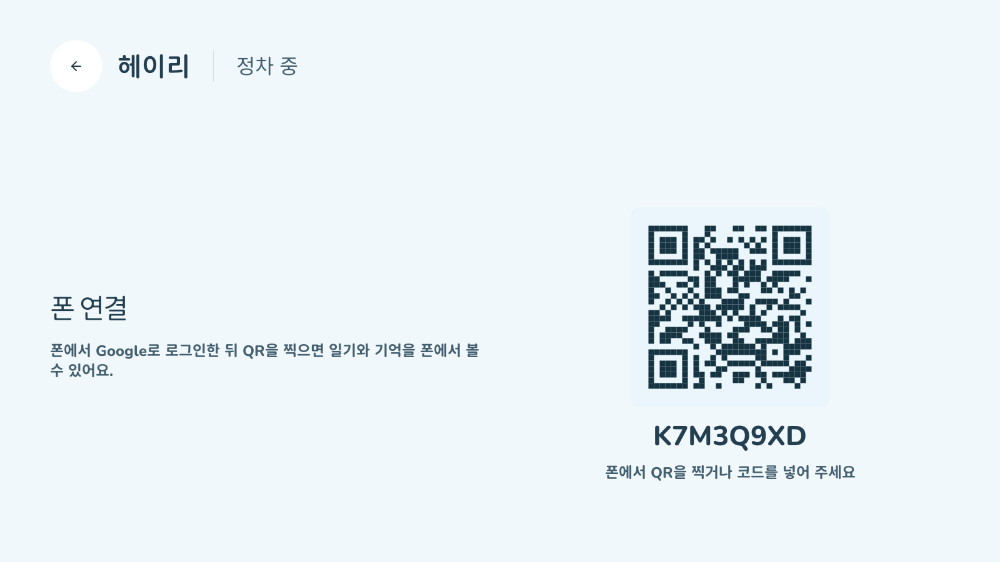 헤이리
정차 중
폰 연결
폰에서 Google로 로그인한 뒤 QR을 찍으면 일기와 기억을 폰에서 볼
수 있어요.
K7M3Q9XD
폰에서 QR을 찍거나 코드를 넣어 주세요